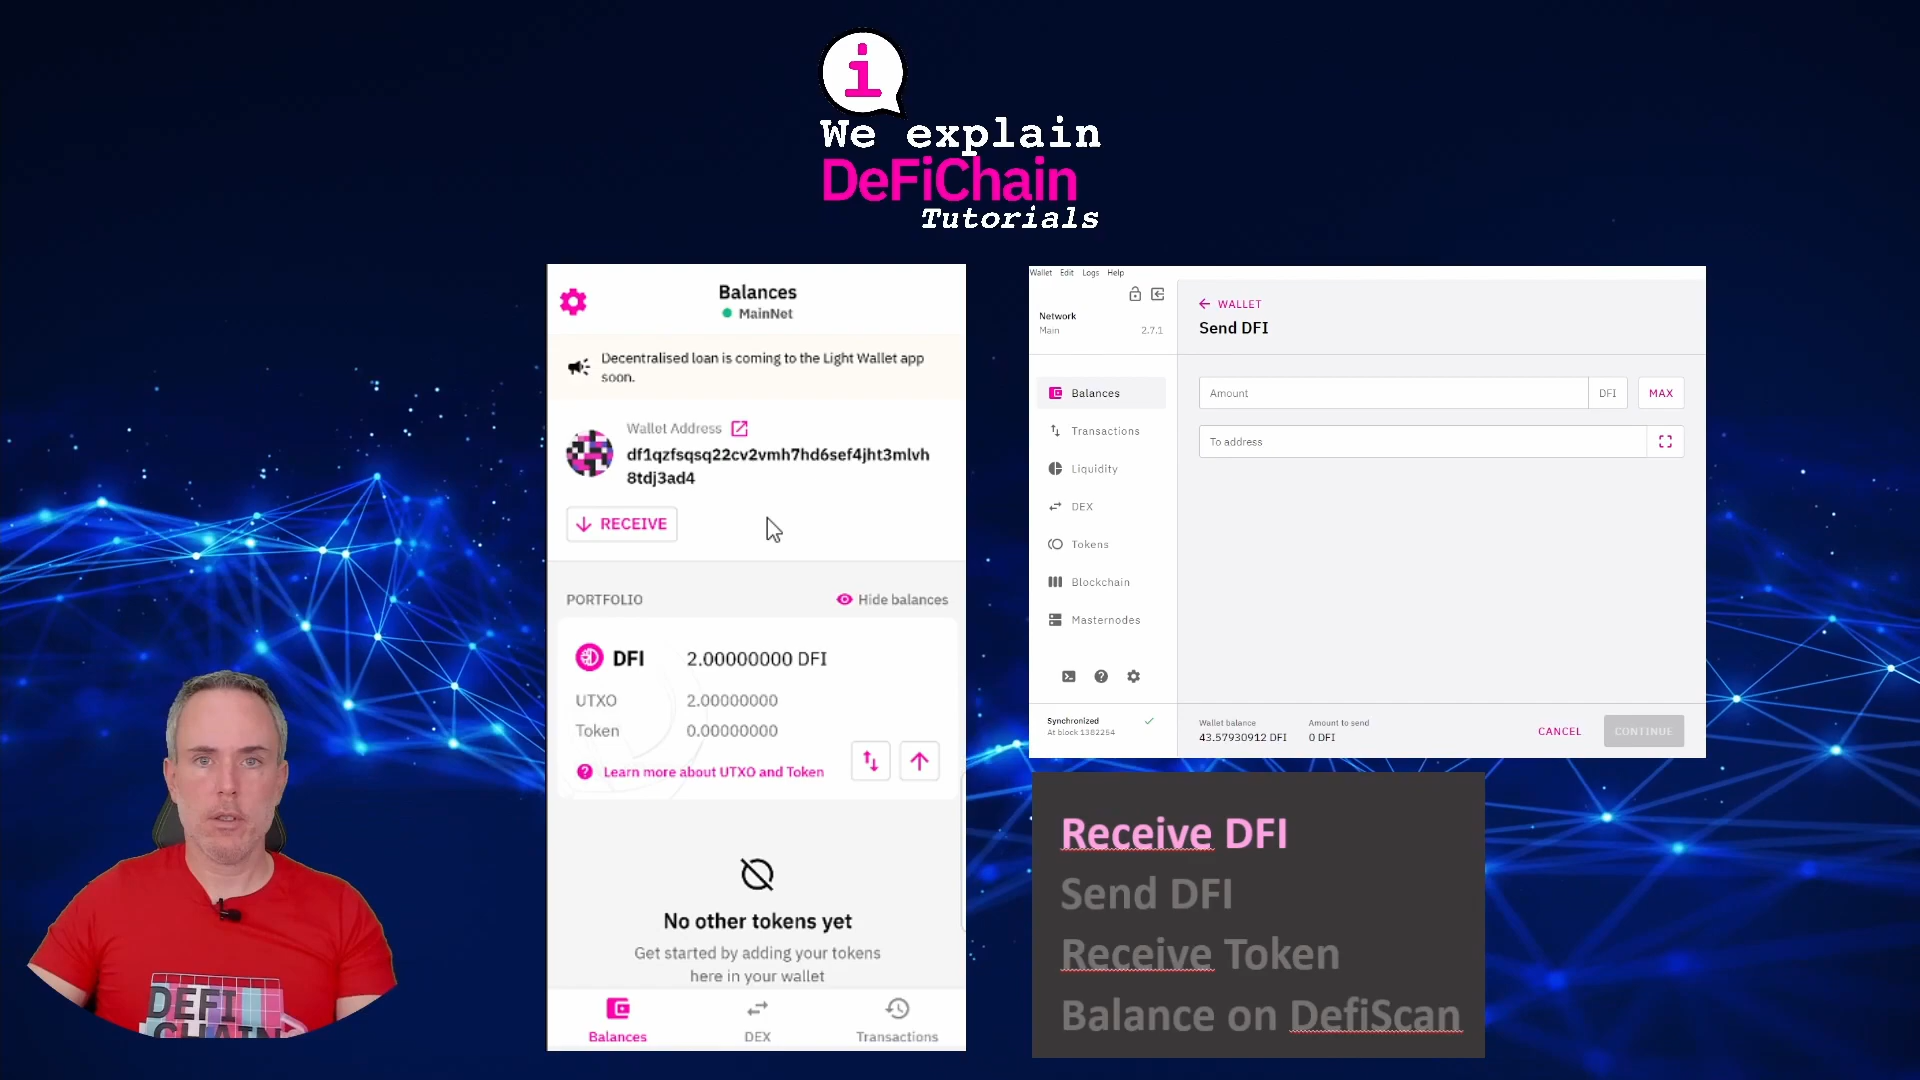 i
We explain
DeFiChain
Tutorials
Balances
MainNet
Decentralised loan is coming to the Light Wallet app
soon.
Wallet Address
df1qzfsqsq22cv2vmh7hd6sef4jht3mlvh
8tdj3ad4
RECEIVE
PORTFOLIO
Hide balances
DFI
2.00000000 DFI
UTXO
2.00000000
Token
0.00000000
Learn more about UTXO and Token
No other tokens yet
Get started by adding your tokens
here in your wallet
Balances
DEX
Transactions
Wallet Edit Logs Help
Network
Main
2.7.1
WALLET
Send DFI
Balances
Transactions
Liquidity
DEX
Tokens
Blockchain
Masternodes
Synchronized
At block 1382254
Amount
DFI
MAX
To address
Wallet balance
43.57930912 DFI
Amount to send
0 DFI
CANCEL
CONTINUE
Receive DFI
Send DFI
Receive Token
Balance on DefiScan
DEFI
CHAIN